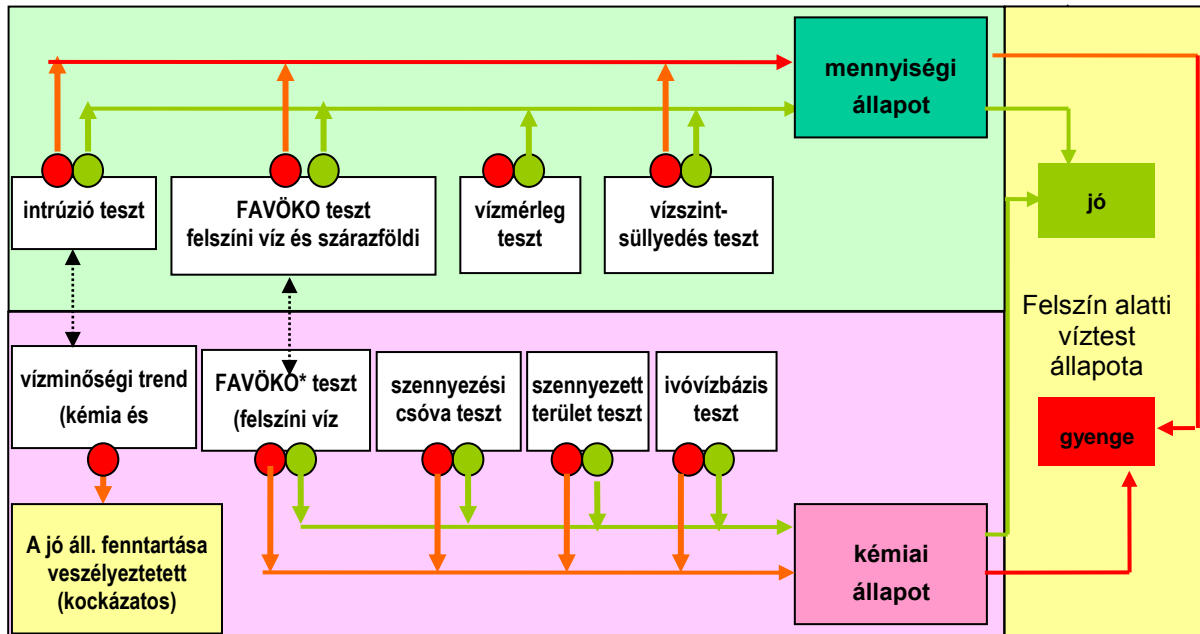 mennyiségi
állapot
intrúzió teszt
FAVÖKO teszt
felszíni víz és szárazföldi
vízmérleg
teszt
vízszint-
süllyedés teszt
jó
Felszín alatti
víztest
állapota
vízminőségi trend
(kémia és
FAVÖKO* teszt
(felszíni víz
szennyezési
csóva teszt
szennyezett
terület teszt
ivóvízbázis
teszt
gyenge
A jó áll. fenntartása
veszélyeztetett
(kockázatos)
kémiai
állapot